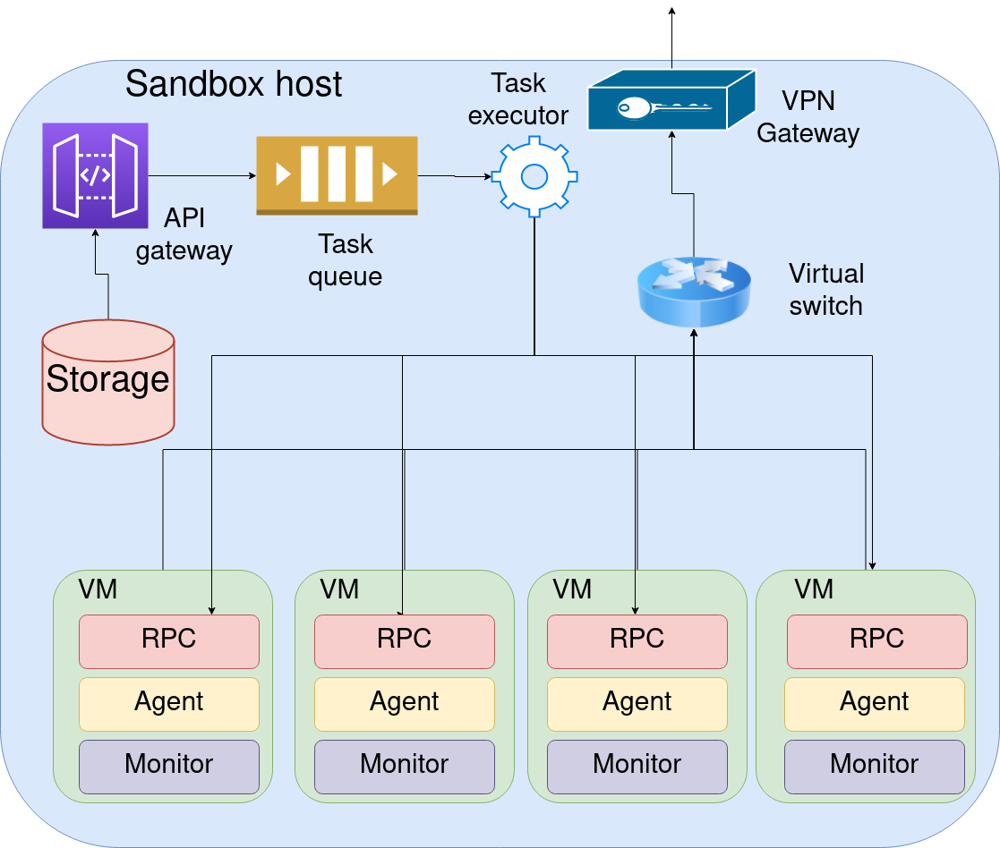 Sandbox host
Task
executor
VPN
Gateway
</>
API
gateway
Task
queue
Virtual
switch
Storage
VM
VM
VM
VM
RPC
RPC
RPC
RPC
Agent
Agent
Agent
Agent
Monitor
Monitor
Monitor
Monitor